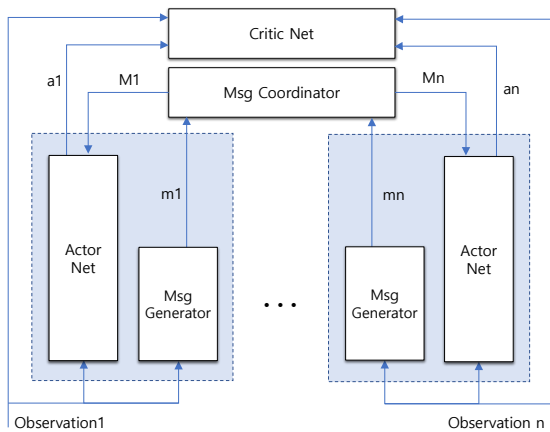 Critic Net
a1
M1
Msg Coordinator
Mn
an
m1
mn
Actor
Net
Msg
Generator
...
Msg
Generator
Actor
Net
Observation1
Observation n